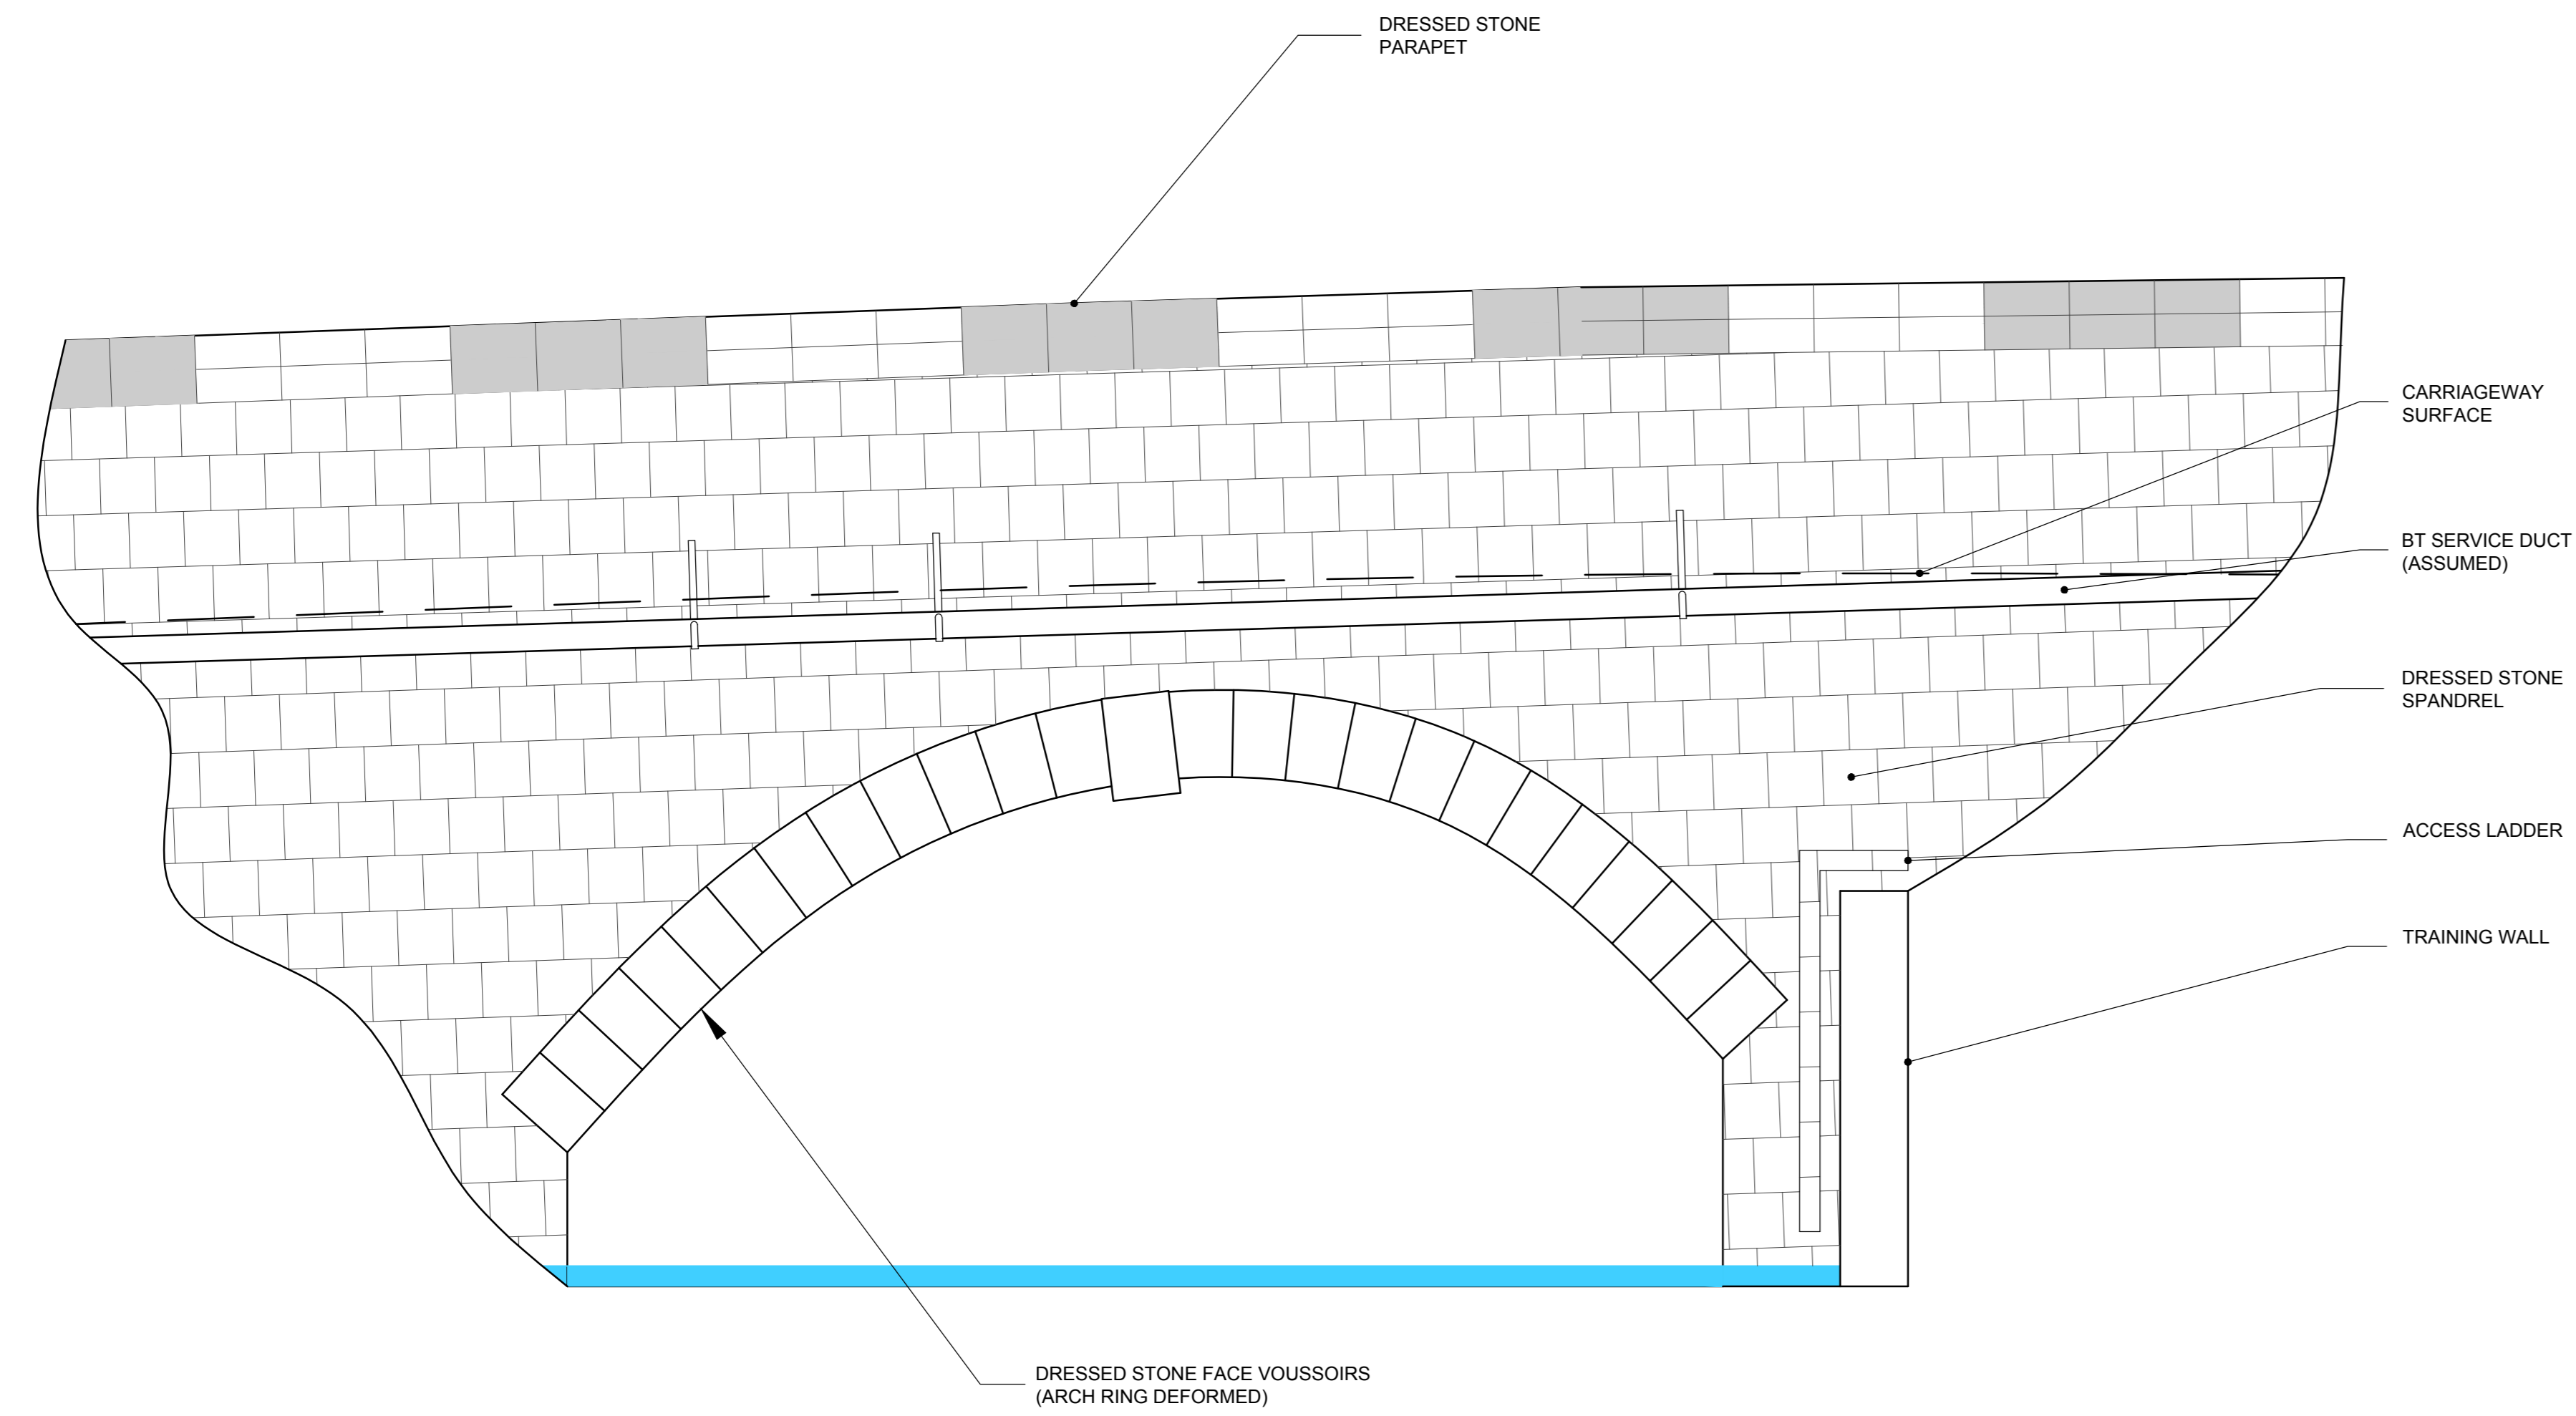 DRESSED STONE
PARAPET
CARRIAGEWAY
SURFACE
BT SERVICE DUCT
(ASSUMED)
DRESSED STONE
SPANDREL
ACCESS LADDER
TRAINING WALL
DRESSED STONE FACE VOUSSOIRS
(ARCH RING DEFORMED)